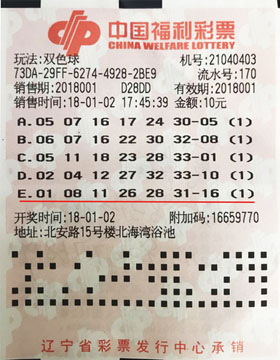 中国福利彩票
CHINA WELFARE LOTTERY
玩法:双色球 机号:21040403
73DA-29FF-6274-4928-2BE9 流水号:170
销售期:2018001 D28DD 有效期:2018001
销售时间:18-01-02 17:45:39 金额:10元
A.05 07 16 17 24 30-05 (1)
B.06 07 16 22 30 32-08 (1)
C.05 11 18 23 28 33-01 (1)
D.02 04 12 27 32 33-10 (1)
E.01 08 11 26 28 31-16 (1)
开奖时间:18-01-02 附加码:16659770
地址:北安路15号楼北海湾浴池
辽宁省彩票发行中心承销